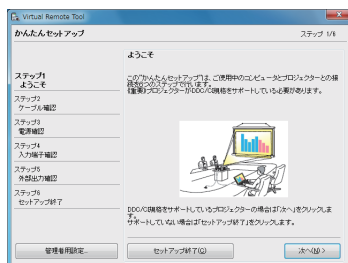 Virtual Remote Tool
かんたんセットアップ
ステップ 1/6
ようこそ
ステップ1
ようこそ
ステップ2
ケーブル確認
ステップ3
電源確認
ステップ4
入力端子確認
ステップ5
外部出力確認
ステップ6
セットアップ終了
この"かんたんセットアップ"は、ご使用中のコンピュータとプロジェクターとの接
続を6つのステップで行います。
《重要》プロジェクターがDDC/CI規格をサポートしている必要があります。
DDC/CI規格をサポートしているプロジェクターの場合は「次へ」をクリックしま
す。
サポートしていない場合は「セットアップ終了」をクリックします。
管理者用設定...
セットアップ終了(Q)
次へ(N) >